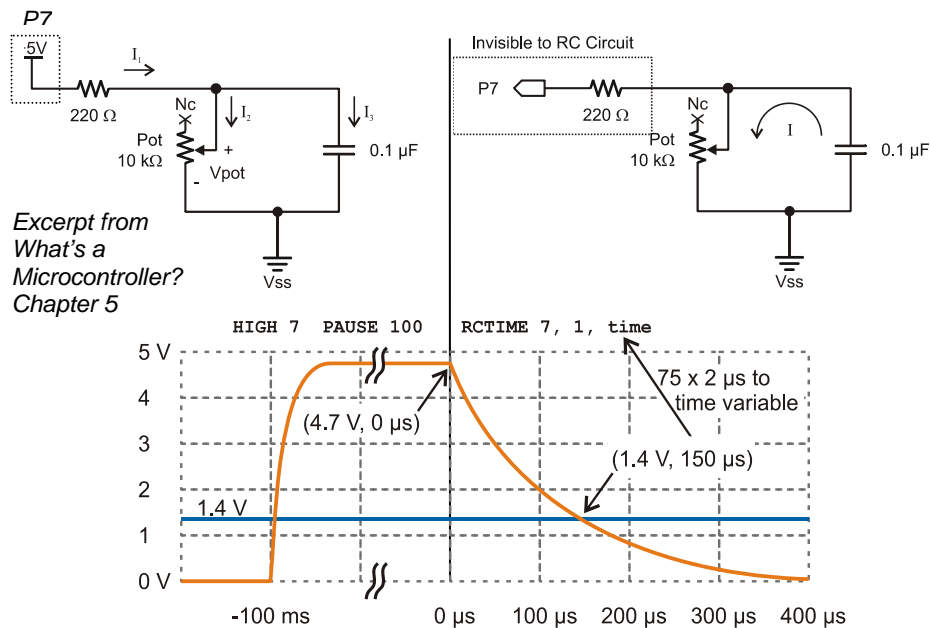 P7
5V
I₁
220 Ω
Nc
I₂
I₃
Pot
10 kΩ
+
Vpot
-
0.1 µF
Vss
Invisible to RC Circuit
P7
220 Ω
Nc
Pot
10 kΩ
I
0.1 µF
Vss
Excerpt from
What's a
Microcontroller?
Chapter 5
HIGH 7 PAUSE 100 RCTIME 7, 1, time
5 V
4
3
2
1.4 V
1
0 V
(4.7 V, 0 µs)
75 x 2 µs to
time variable
(1.4 V, 150 µs)
-100 ms 0 µs 100 µs 200 µs 300 µs 400 µs